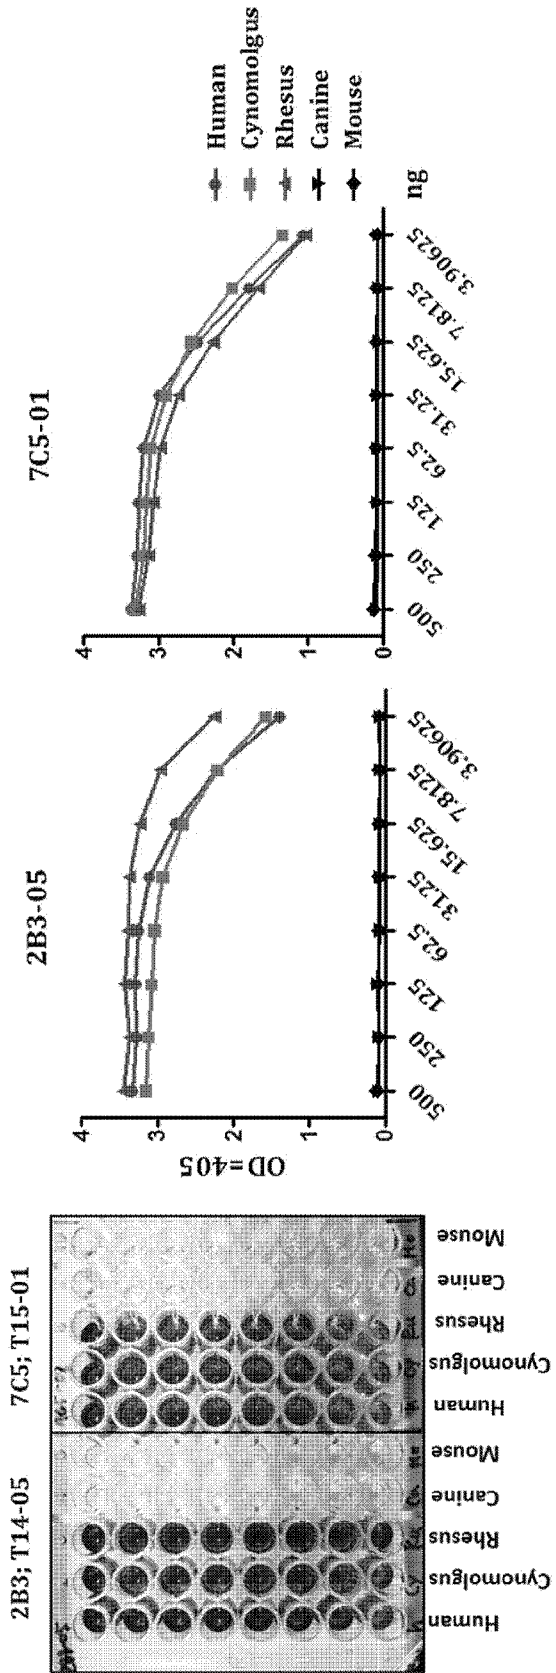 2B3; T14-05
7C5; T15-01
Human
Cynomolgus
Rhesus
Canine
Mouse
Human
Cynomolgus
Rhesus
Canine
Mouse
2B3-05
OD=405
4
3
2
1
0
500
250
125
62.5
31.25
15.625
7.8125
3.90625
7C5-01
4
3
2
1
0
500
250
125
62.5
31.25
15.625
7.8125
3.90625
ng
Human
Cynomolgus
Rhesus
Canine
Mouse